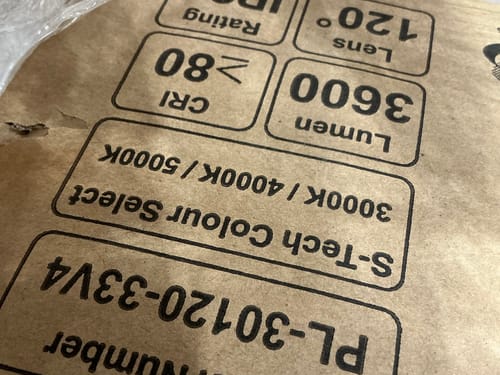 Number
PL-30120-33V4
S-Tech Colour Select
3000K / 4000K / 5000K
Lumen
3600
CRI
≥80
Lens
120°
Rating